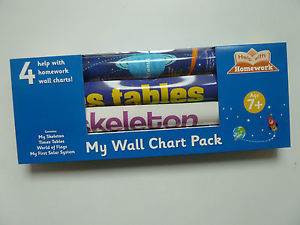 4
help with
homework
wall charts!
Contains:
My Skeleton
Times Tables
World of Flags
My First Solar System
s tables
skeleton
My Wall Chart Pack
Help with
Homework
Age
7+